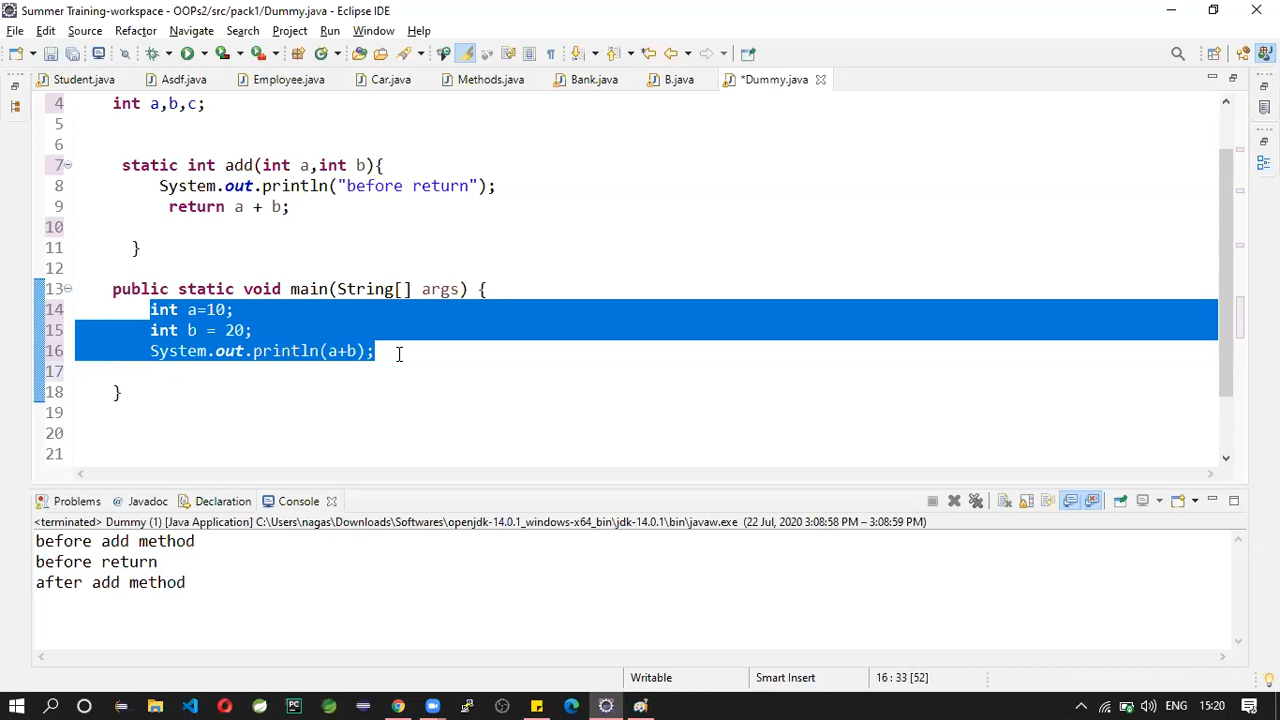 Summer Training-workspace - OOPs2/src/pack1/Dummy.java - Eclipse IDE
File Edit Source Refactor Navigate Search Project Run Window Help
Student.java Asdf.java Employee.java Car.java Methods.java Bank.java B.java *Dummy.java
4 int a,b,c;
5
6
7 static int add(int a,int b){
8 System.out.println("before return");
9 return a + b;
10
11 }
12
13 public static void main(String[] args) {
14 int a=10;
15 int b = 20;
16 System.out.println(a+b);
17
18 }
19
20
21
Problems @ Javadoc Declaration Console
<terminated> Dummy (1) [Java Application] C:\Users\nagas\Downloads\Softwares\openjdk-14.0.1_windows-x64_bin\jdk-14.0.1\bin\javaw.exe (22 Jul, 2020 3:08:58 PM – 3:08:59 PM)
before add method
before return
after add method
Writable Smart Insert 16 : 33 [52]
ENG 15:20